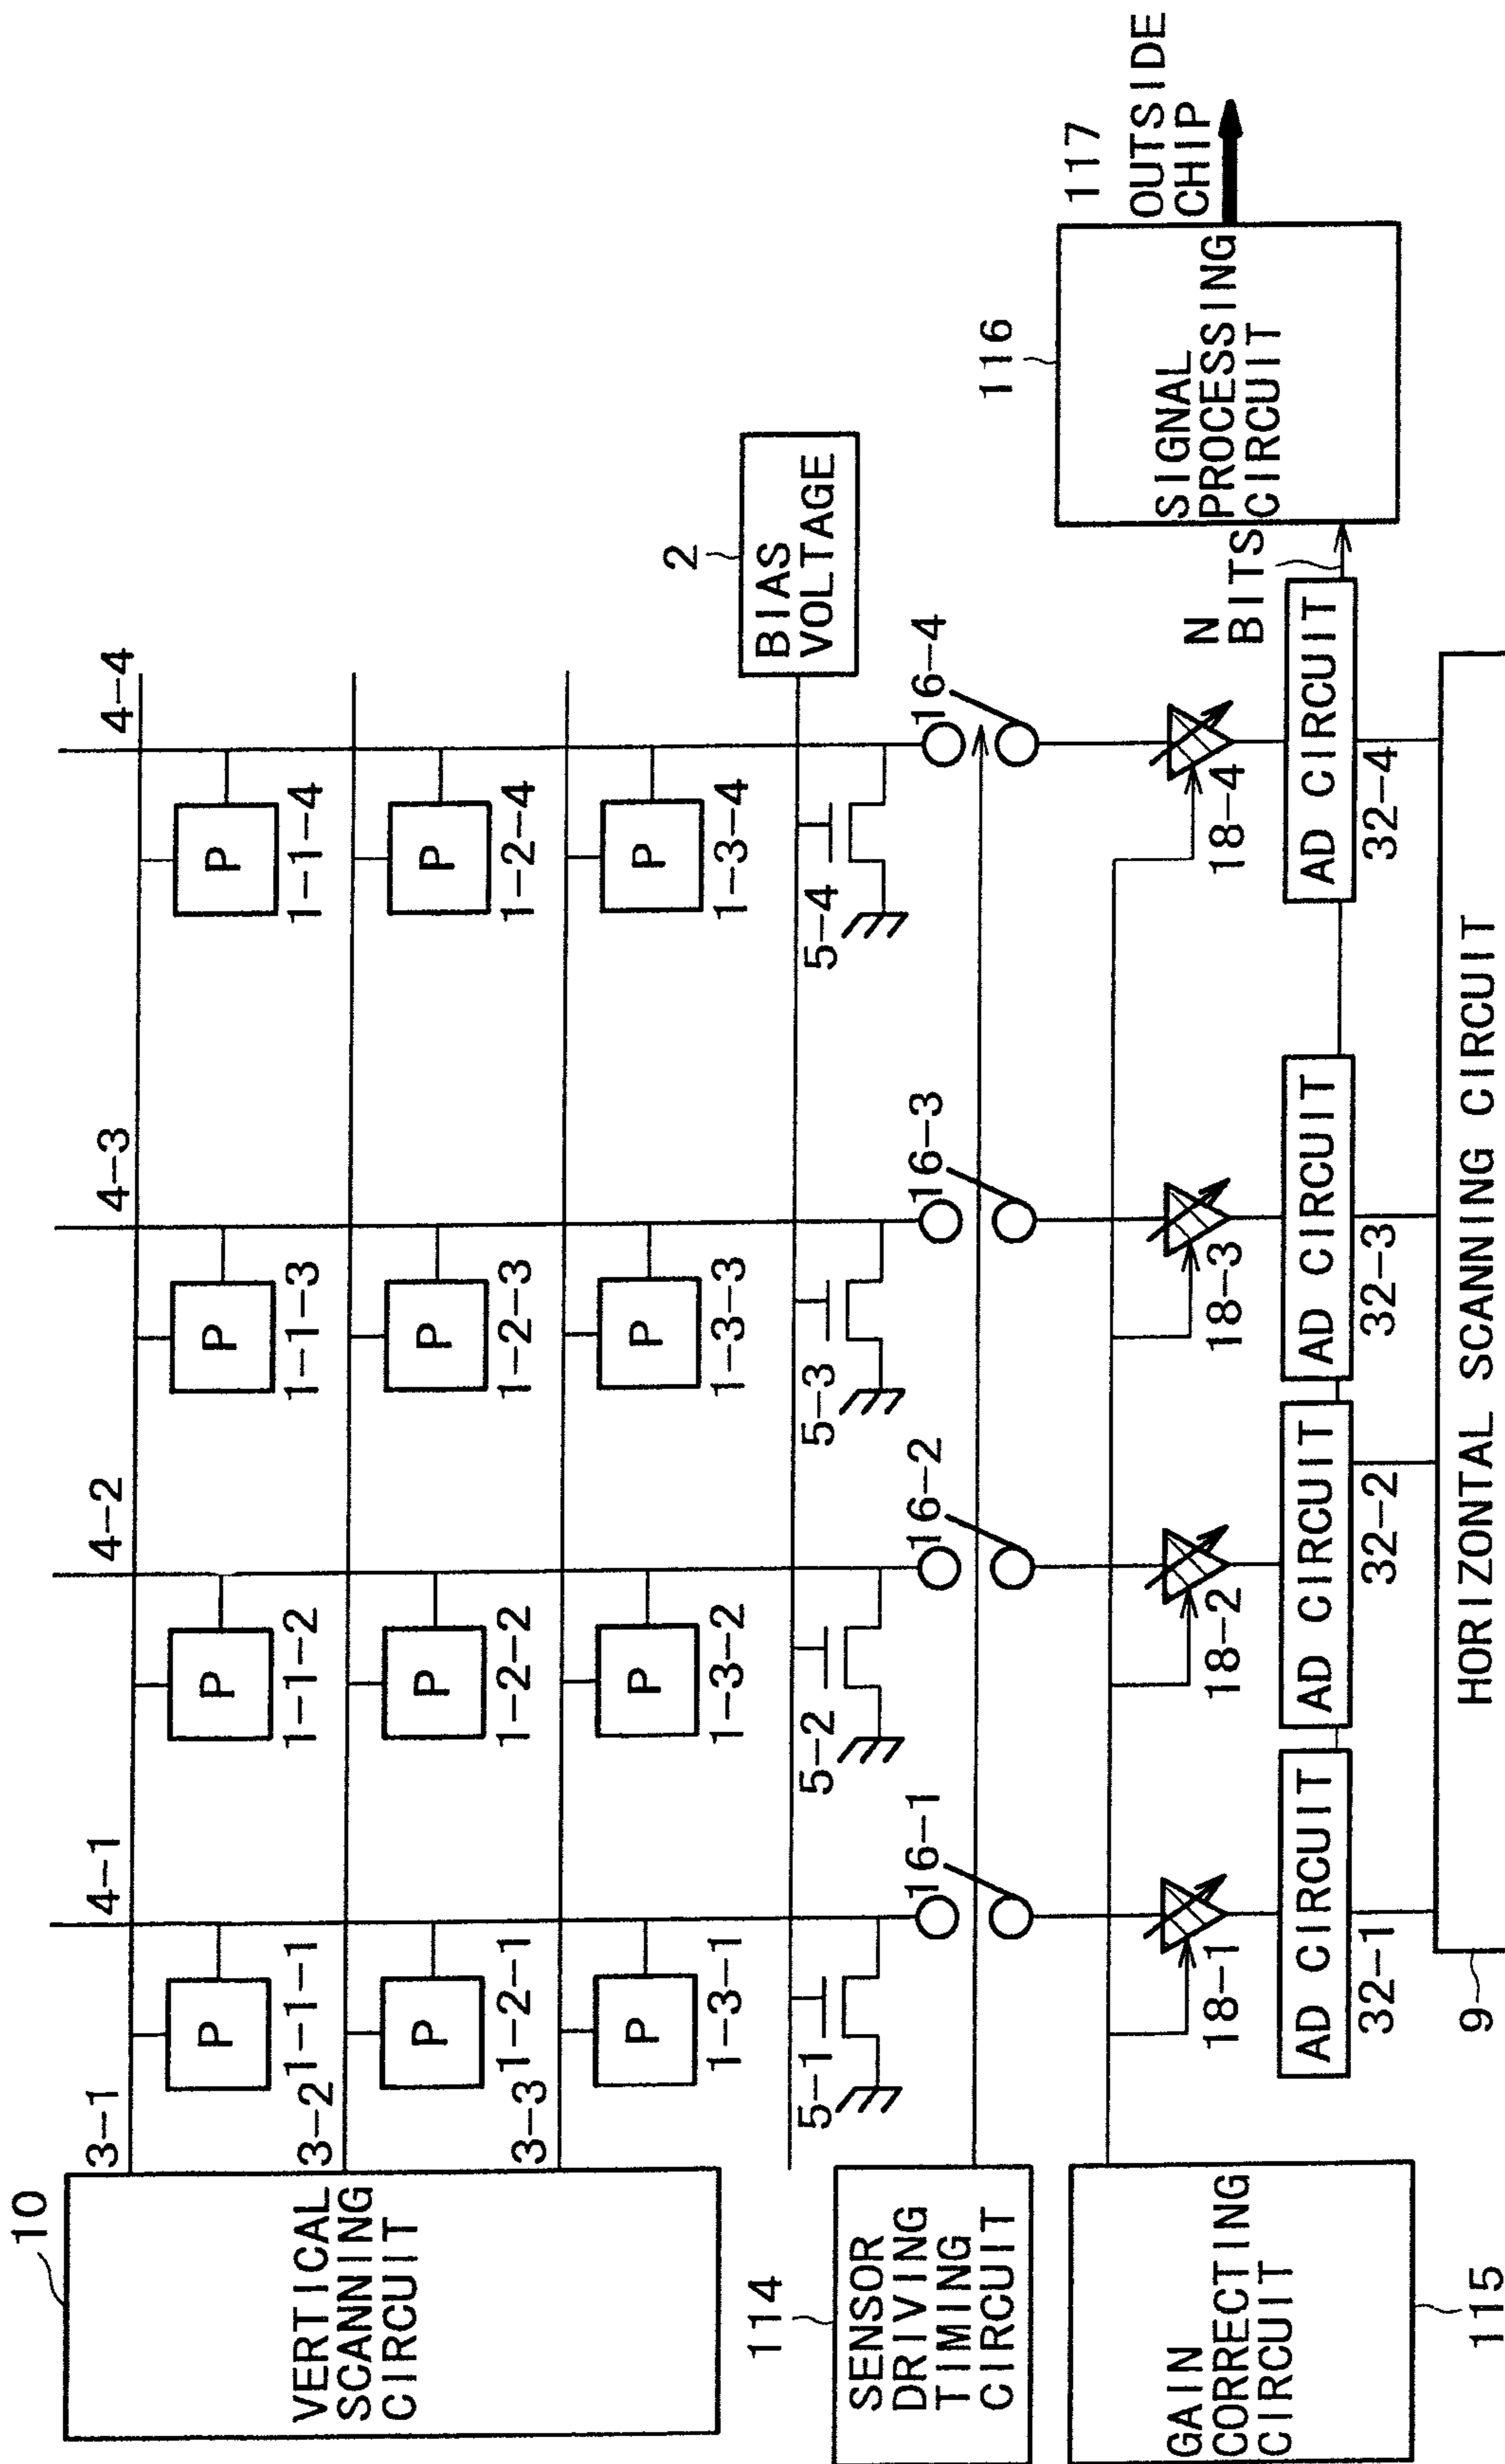 10
VERTICAL
SCANNING
CIRCUIT
3-1
3-2
3-3
4-1
4-2
4-3
4-4
P
P
P
P
1-1-1
1-1-2
1-1-3
1-1-4
P
P
P
P
1-2-1
1-2-2
1-2-3
1-2-4
P
P
P
P
1-3-1
1-3-2
1-3-3
1-3-4
2
BIAS
VOLTAGE
5-1
5-2
5-3
5-4
114
SENSOR
DRIVING
TIMING
CIRCUIT
16-1
16-2
16-3
16-4
GAIN
CORRECTING
CIRCUIT
115
18-1
18-2
18-3
18-4
AD CIRCUIT
AD CIRCUIT
AD CIRCUIT
AD CIRCUIT
32-1
32-2
32-3
32-4
N
BITS
116
SIGNAL
PROCESSING
CIRCUIT
117
OUTSIDE
CHIP
9
HORIZONTAL SCANNING CIRCUIT